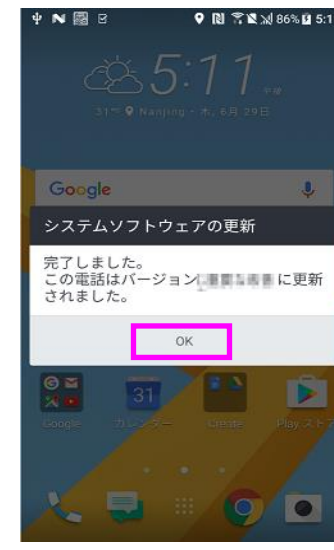 86% 5:1
5:11 午後
31° Nanjing - 木, 6月 29日
Google
システムソフトウェアの更新
完了しました。
この電話はバージョン に更新
されました。
OK
31
Google カレンダー Create Play スト